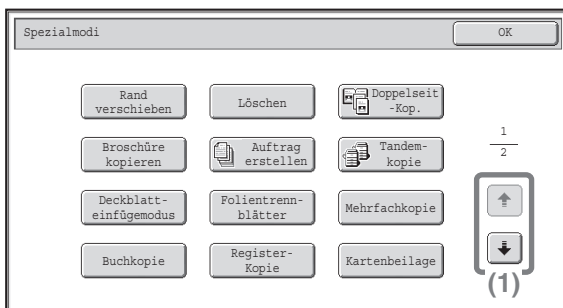 Spezialmodi
OK
Rand
verschieben
Löschen
Doppelseit
-Kop.
Broschüre
kopieren
Auftrag
erstellen
Tandem-
kopie
1
2
Deckblatt-
einfügemodus
Folientrenn-
blätter
Mehrfachkopie
Buchkopie
Register-
Kopie
Kartenbeilage
(1)